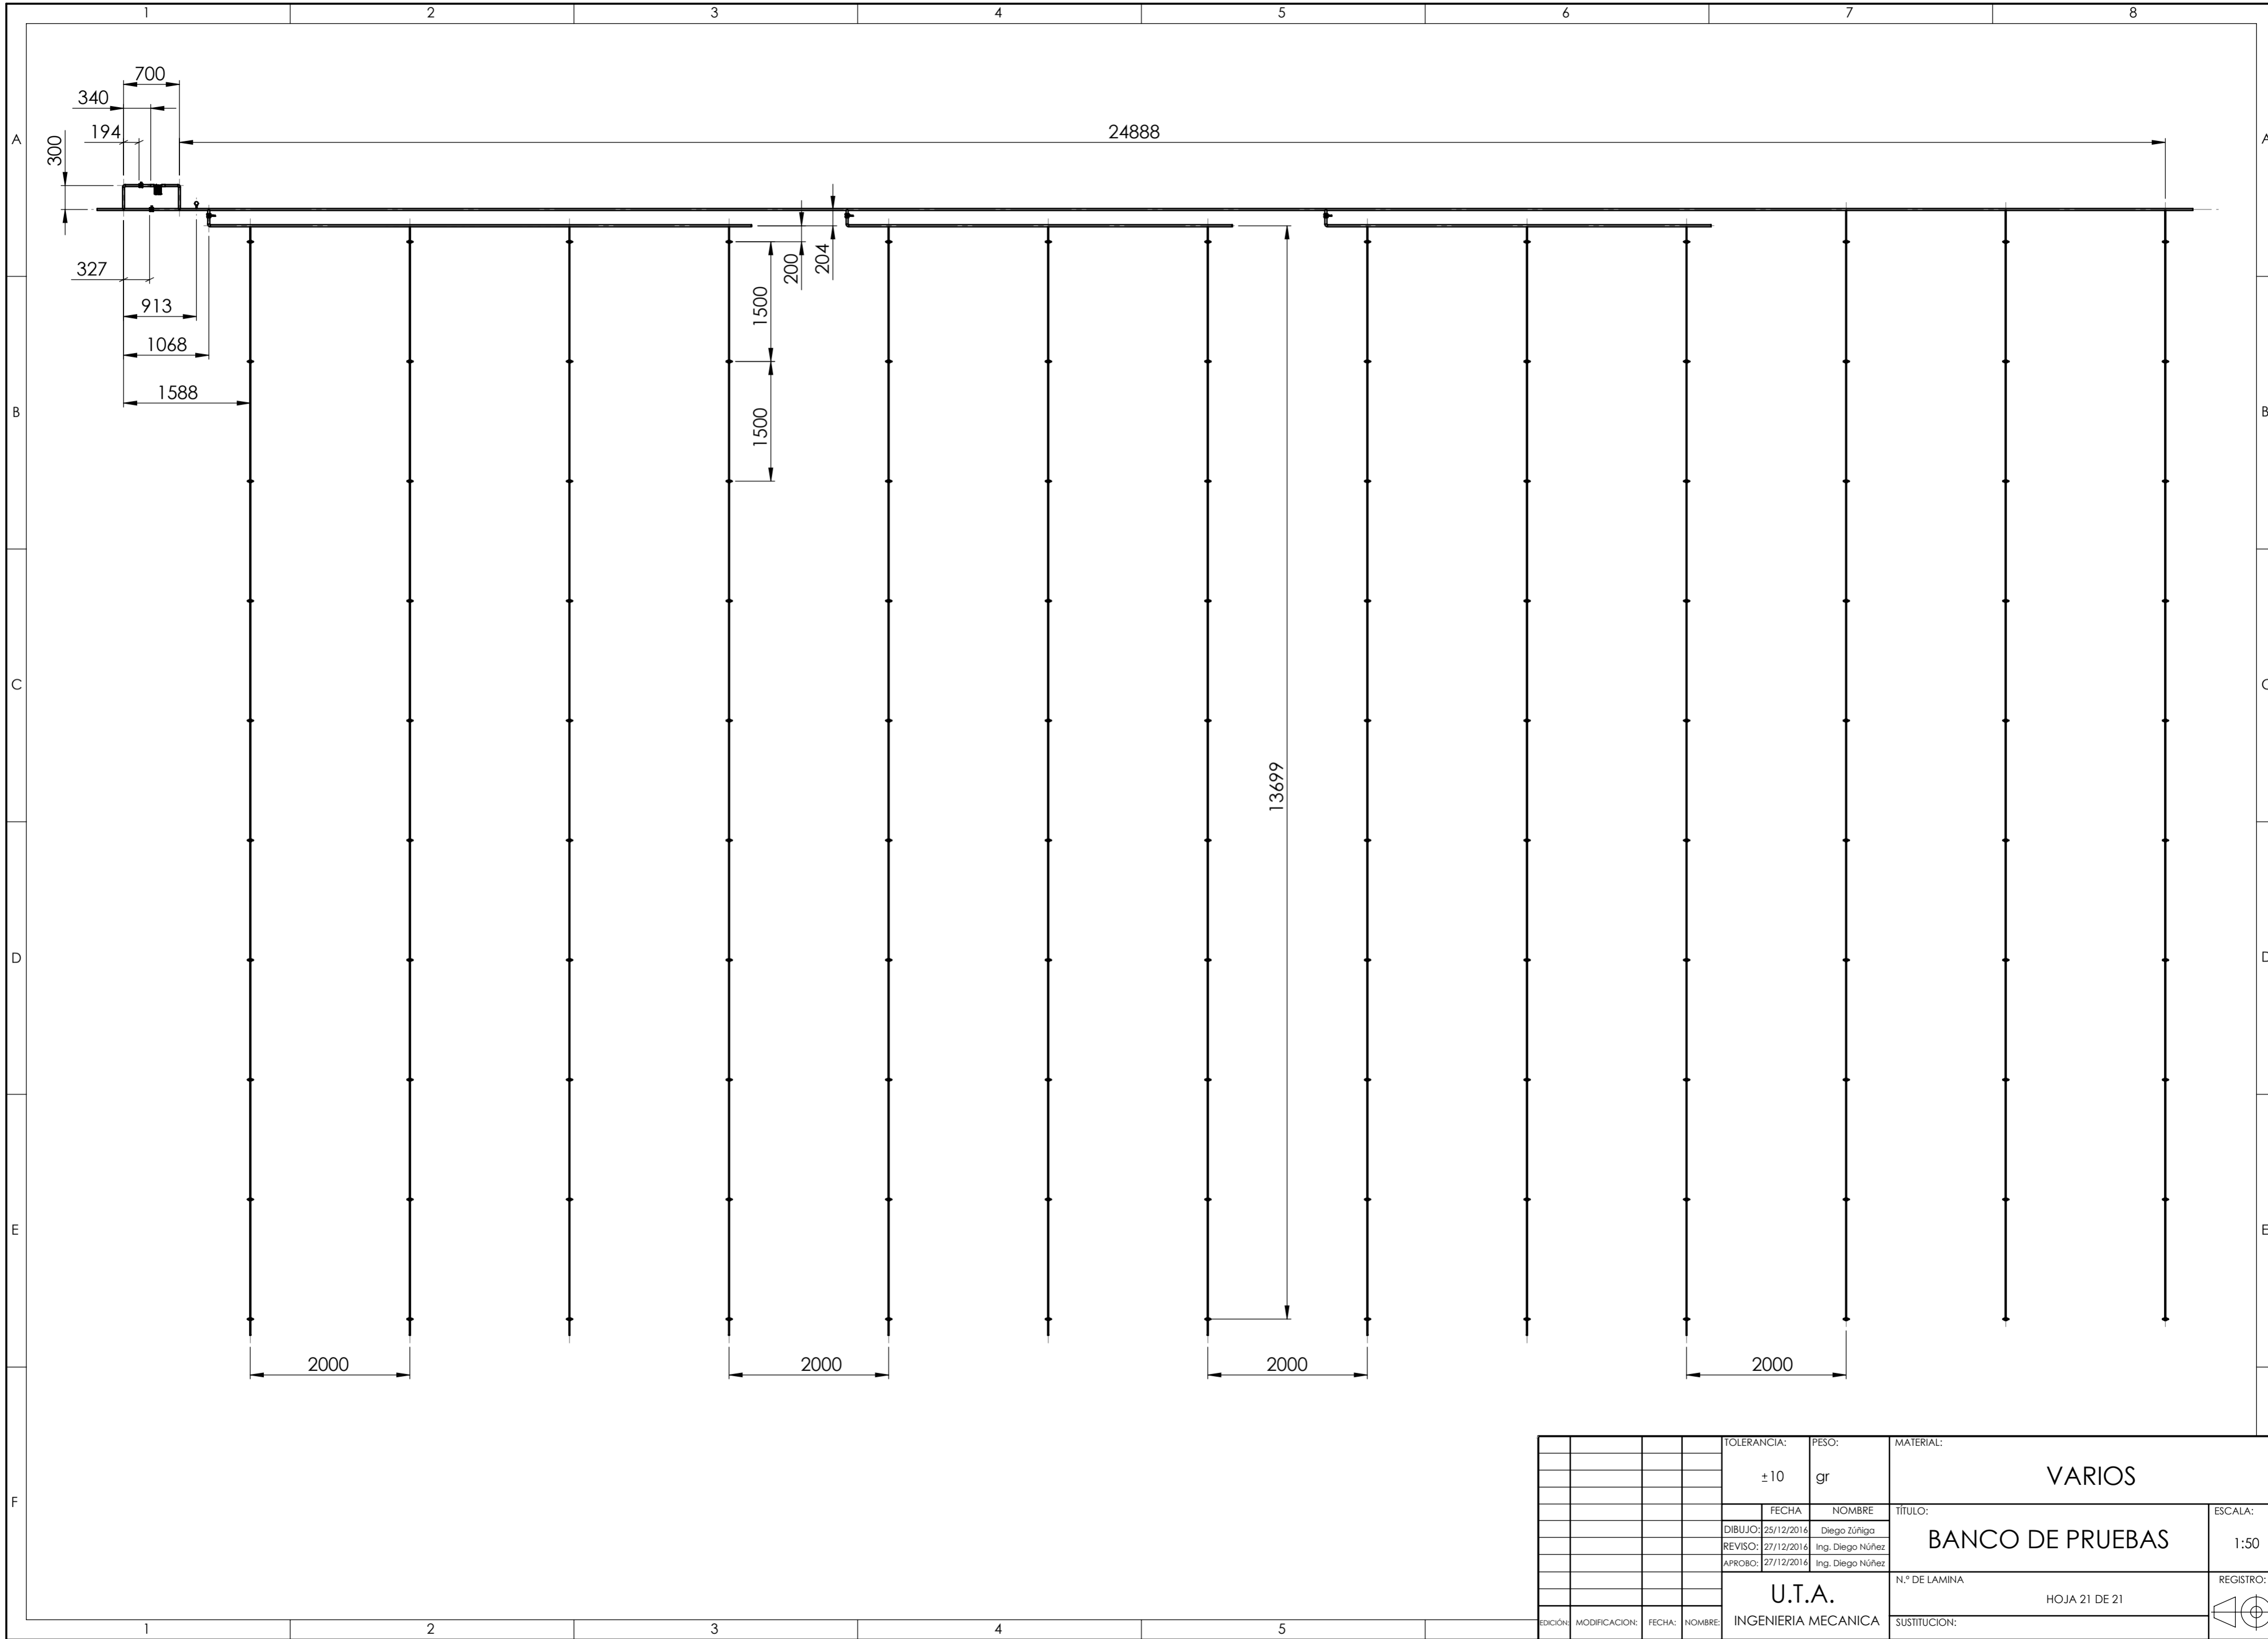 1 2 3 4 5 6 7 8
700
340
194
24888
A
300
A
204
200
327
1500
913
1068
1588
B
1500
B
C
C
13699
D
D
E
E
2000 2000 2000 2000
F
TOLERANCIA: PESO: MATERIAL:
±10 gr VARIOS
FECHA NOMBRE TÍTULO: ESCALA:
DIBUJO: 25/12/2016 Diego Zúñiga
BANCO DE PRUEBAS 1:50
REVISO: 27/12/2016 Ing. Diego Núñez
APROBO: 27/12/2016 Ing. Diego Núñez
U.T.A. N.º DE LAMINA REGISTRO:
HOJA 21 DE 21
EDICIÓN: MODIFICACION: FECHA: NOMBRE: INGENIERIA MECANICA SUSTITUCION:
1 2 3 4 5